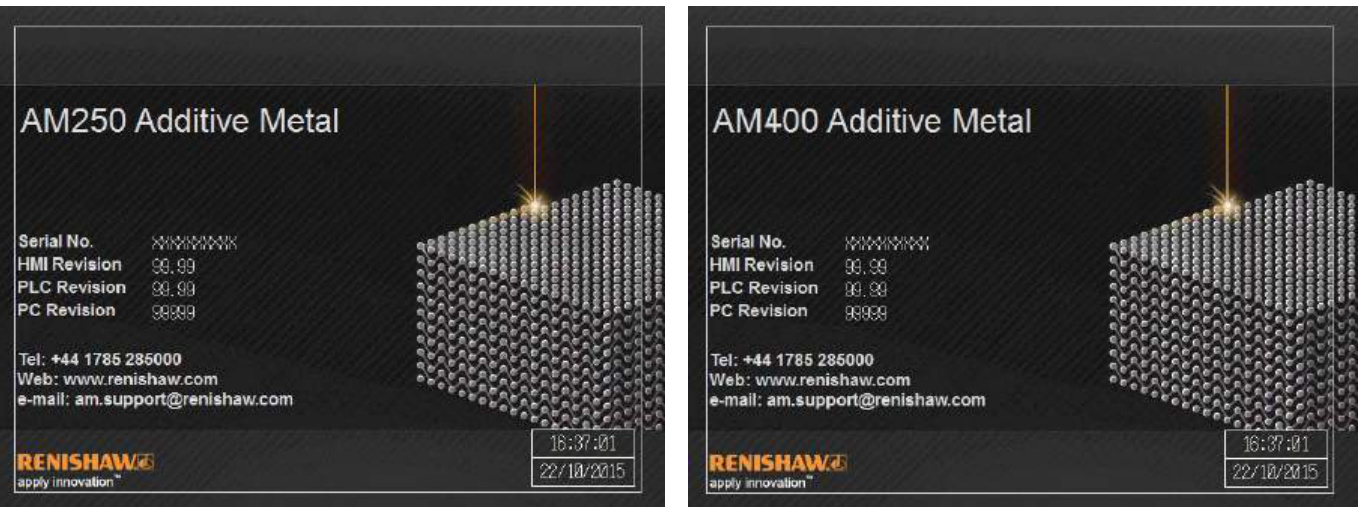 AM250 Additive Metal
Serial No. XXXXXXXXX
HMI Revision 99.99
PLC Revision 99.99
PC Revision 99999
Tel: +44 1785 285000
Web: www.renishaw.com
e-mail: am.support@renishaw.com
RENISHAW
apply innovation™
16:37:01
22/10/2015
AM400 Additive Metal
Serial No. XXXXXXXXX
HMI Revision 99.99
PLC Revision 99.99
PC Revision 99999
Tel: +44 1785 285000
Web: www.renishaw.com
e-mail: am.support@renishaw.com
RENISHAW
apply innovation™
16:37:01
22/10/2015